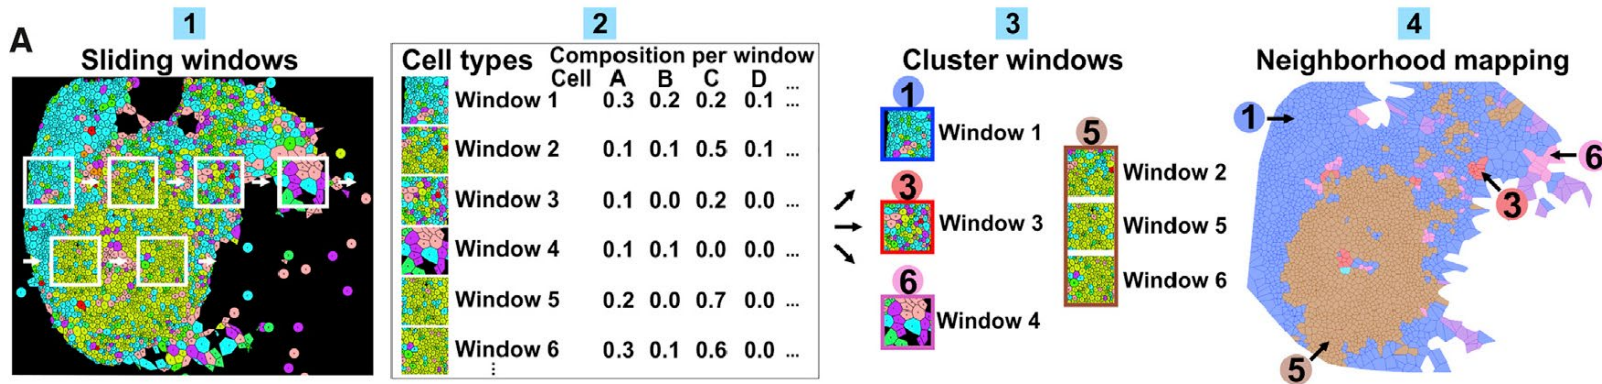 A
1
Sliding windows
2
Cell types
Composition per window
Cell A B C D ...
Window 1 0.3 0.2 0.2 0.1 ...
Window 2 0.1 0.1 0.5 0.1 ...
Window 3 0.1 0.0 0.2 0.0 ...
Window 4 0.1 0.1 0.0 0.0 ...
Window 5 0.2 0.0 0.7 0.0 ...
Window 6 0.3 0.1 0.6 0.0 ...
⋮
3
Cluster windows
1
Window 1
3
Window 3
6
Window 4
5
Window 2
Window 5
Window 6
4
Neighborhood mapping
1
6
3
5